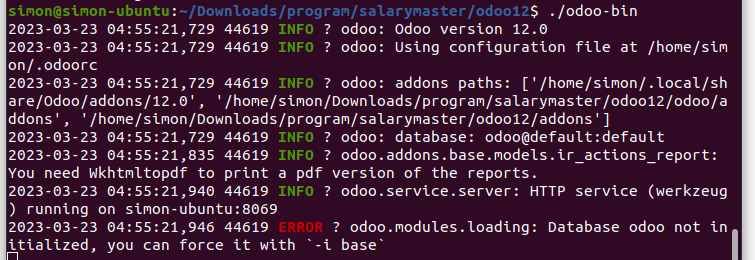 simon@simon-ubuntu:~/Downloads/program/salarymaster/odoo12$ ./odoo-bin
2023-03-23 04:55:21,729 44619 INFO ? odoo: Odoo version 12.0
2023-03-23 04:55:21,729 44619 INFO ? odoo: Using configuration file at /home/sim
on/.odoorc
2023-03-23 04:55:21,729 44619 INFO ? odoo: addons paths: ['/home/simon/.local/sh
are/Odoo/addons/12.0', '/home/simon/Downloads/program/salarymaster/odoo12/odoo/a
ddons', '/home/simon/Downloads/program/salarymaster/odoo12/addons']
2023-03-23 04:55:21,729 44619 INFO ? odoo: database: odoo@default:default
2023-03-23 04:55:21,835 44619 INFO ? odoo.addons.base.models.ir_actions_report:
You need Wkhtmltopdf to print a pdf version of the reports.
2023-03-23 04:55:21,940 44619 INFO ? odoo.service.server: HTTP service (werkzeug
) running on simon-ubuntu:8069
2023-03-23 04:55:21,946 44619 ERROR ? odoo.modules.loading: Database odoo not in
itialized, you can force it with `-i base`